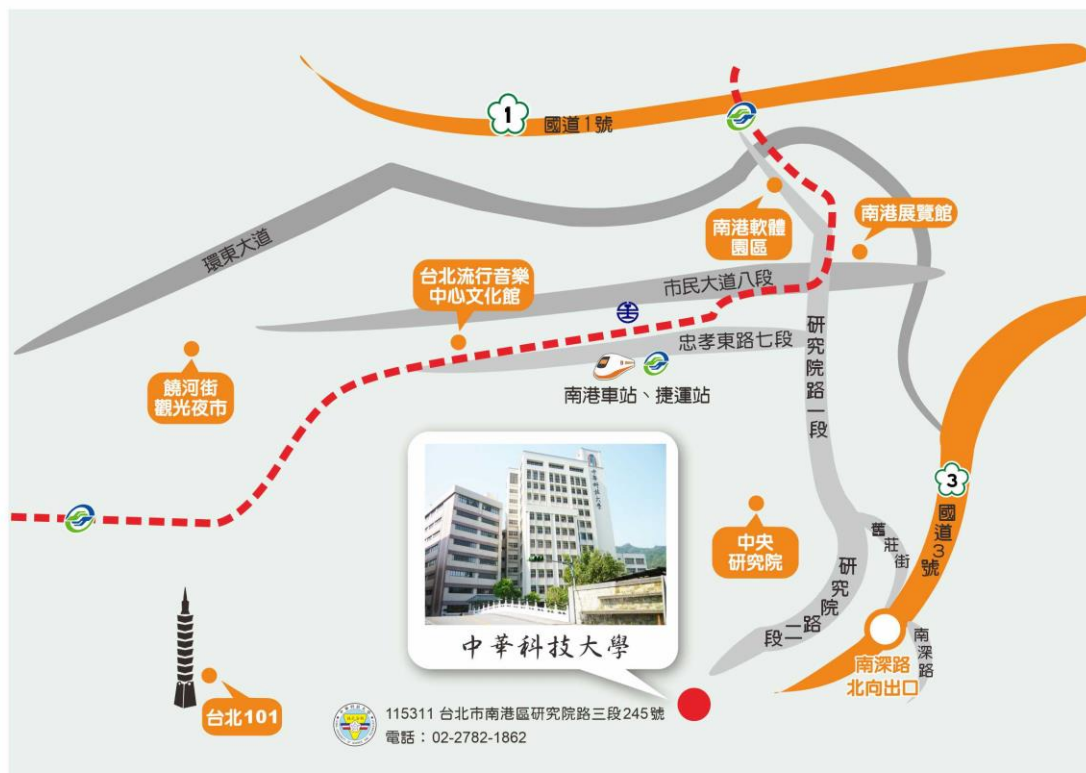 1
國道1號
環東大道
南港軟體
園區
南港展覽館
台北流行音樂
中心文化館
市民大道八段
忠孝東路七段
研究院路一段
饒河街
觀光夜市
南港車站、捷運站
中華科技大學
中華科技大學
3
國道3號
中央
研究院
舊莊街
研究院路二段
南深路
南深路
北向出口
台北101
115311 台北市南港區研究院路三段245號
電話：02-2782-1862